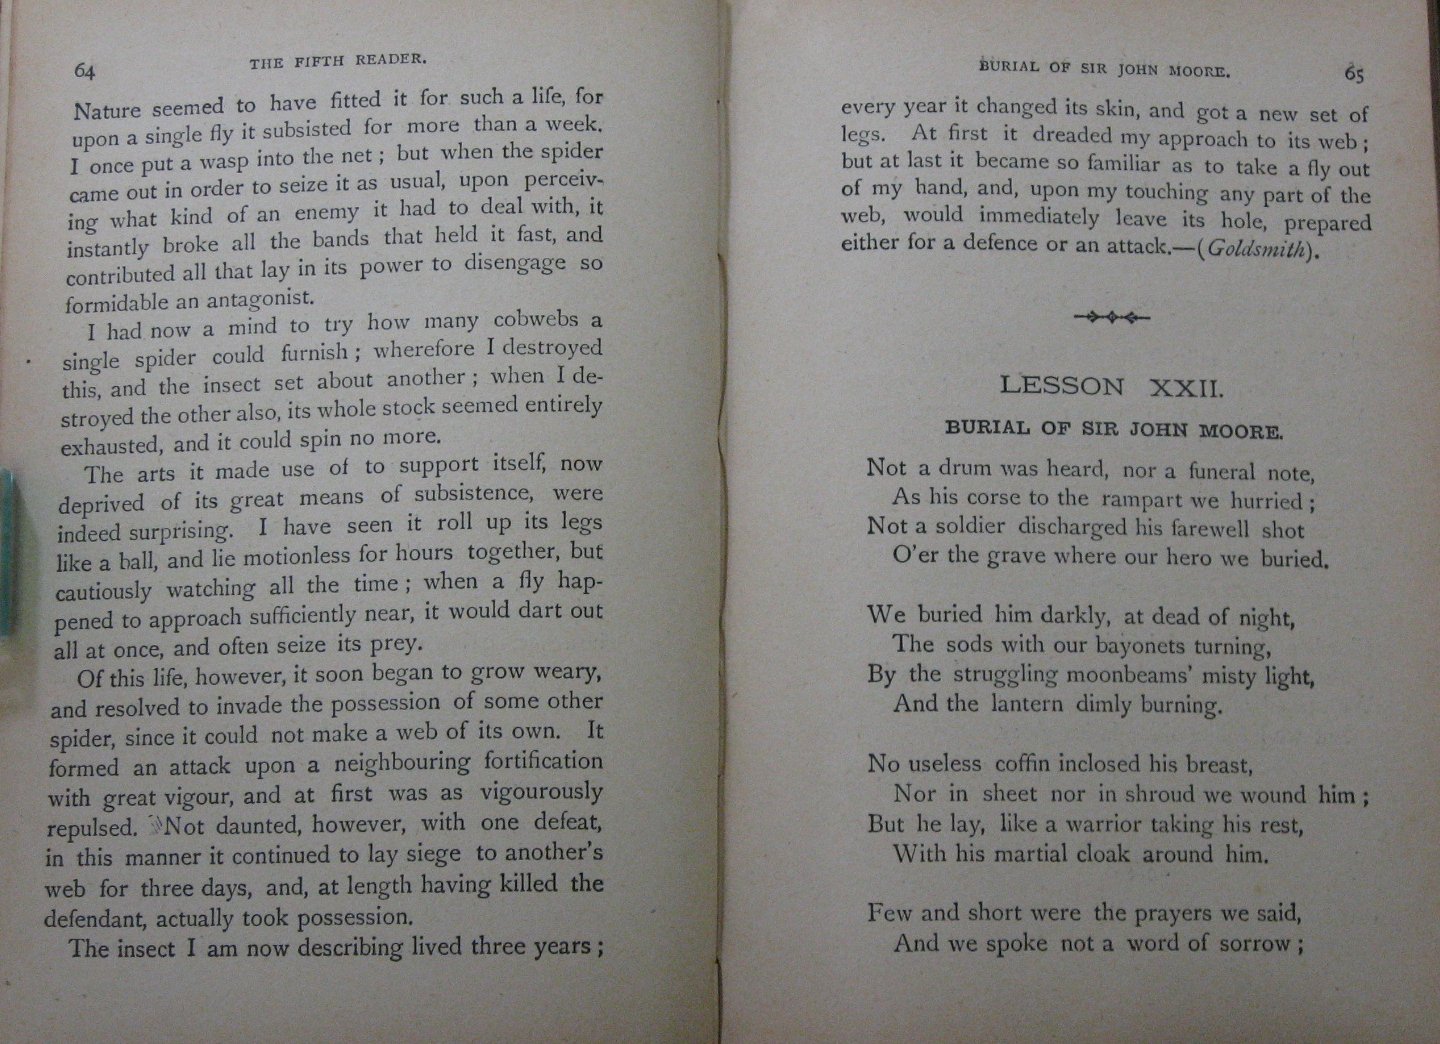 64
THE FIFTH READER.
Nature seemed to have fitted it for such a life, for
upon a single fly it subsisted for more than a week.
I once put a wasp into the net ; but when the spider
came out in order to seize it as usual, upon perceiv-
ing what kind of an enemy it had to deal with, it
instantly broke all the bands that held it fast, and
contributed all that lay in its power to disengage so
formidable an antagonist.
I had now a mind to try how many cobwebs a
single spider could furnish ; wherefore I destroyed
this, and the insect set about another ; when I de-
stroyed the other also, its whole stock seemed entirely
exhausted, and it could spin no more.
The arts it made use of to support itself, now
deprived of its great means of subsistence, were
indeed surprising. I have seen it roll up its legs
like a ball, and lie motionless for hours together, but
cautiously watching all the time ; when a fly hap-
pened to approach sufficiently near, it would dart out
all at once, and often seize its prey.
Of this life, however, it soon began to grow weary,
and resolved to invade the possession of some other
spider, since it could not make a web of its own. It
formed an attack upon a neighbouring fortification
with great vigour, and at first was as vigourously
repulsed. Not daunted, however, with one defeat,
in this manner it continued to lay siege to another's
web for three days, and, at length having killed the
defendant, actually took possession.
The insect I am now describing lived three years ;
BURIAL OF SIR JOHN MOORE.
65
every year it changed its skin, and got a new set of
legs. At first it dreaded my approach to its web ;
but at last it became so familiar as to take a fly out
of my hand, and, upon my touching any part of the
web, would immediately leave its hole, prepared
either for a defence or an attack.—(Goldsmith).
LESSON XXII.
BURIAL OF SIR JOHN MOORE.
Not a drum was heard, nor a funeral note,
As his corse to the rampart we hurried ;
Not a soldier discharged his farewell shot
O'er the grave where our hero we buried.
We buried him darkly, at dead of night,
The sods with our bayonets turning,
By the struggling moonbeams' misty light,
And the lantern dimly burning.
No useless coffin inclosed his breast,
Nor in sheet nor in shroud we wound him ;
But he lay, like a warrior taking his rest,
With his martial cloak around him.
Few and short were the prayers we said,
And we spoke not a word of sorrow ;